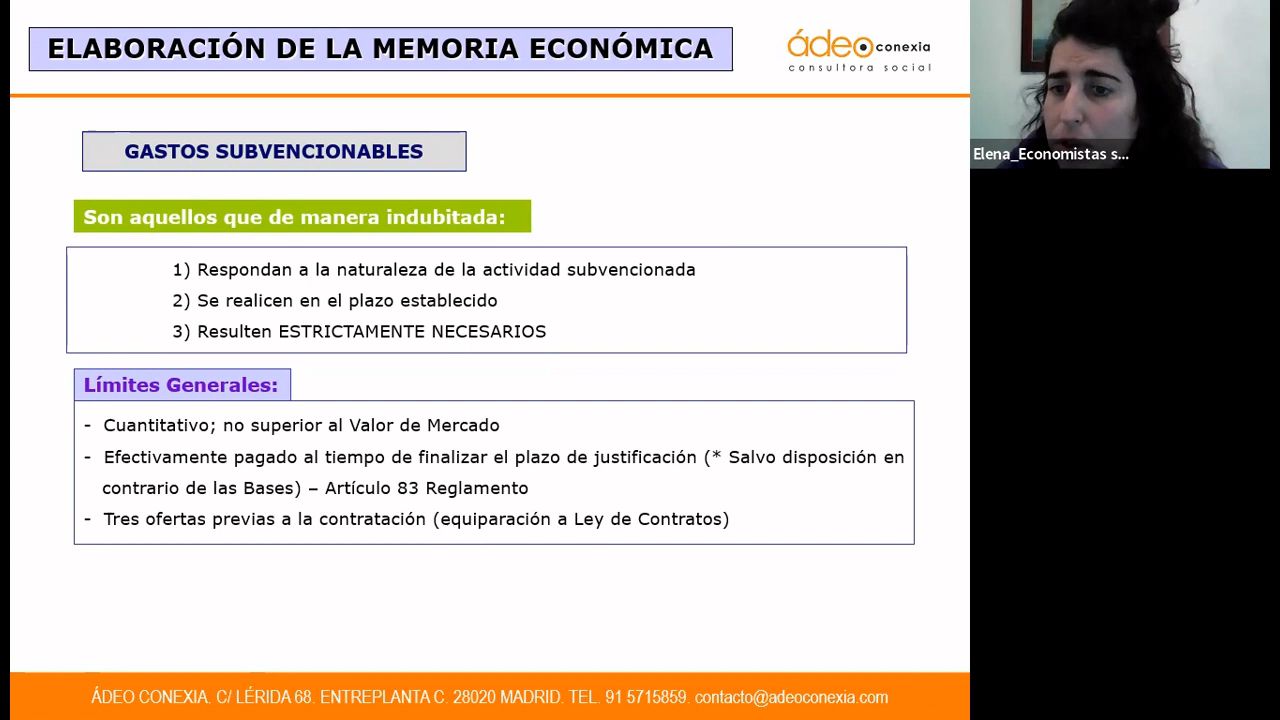 ELABORACIÓN DE LA MEMORIA ECONÓMICA
ádeo conexia
consultora social
Elena_Economistas s...
GASTOS SUBVENCIONABLES
Son aquellos que de manera indubitada:
1) Respondan a la naturaleza de la actividad subvencionada
2) Se realicen en el plazo establecido
3) Resulten ESTRICTAMENTE NECESARIOS
Límites Generales:
- Cuantitativo; no superior al Valor de Mercado
- Efectivamente pagado al tiempo de finalizar el plazo de justificación (* Salvo disposición en
contrario de las Bases) – Artículo 83 Reglamento
- Tres ofertas previas a la contratación (equiparación a Ley de Contratos)
ÁDEO CONEXIA. C/ LÉRIDA 68. ENTREPLANTA C. 28020 MADRID. TEL. 91 5715859. contacto@adeoconexia.com